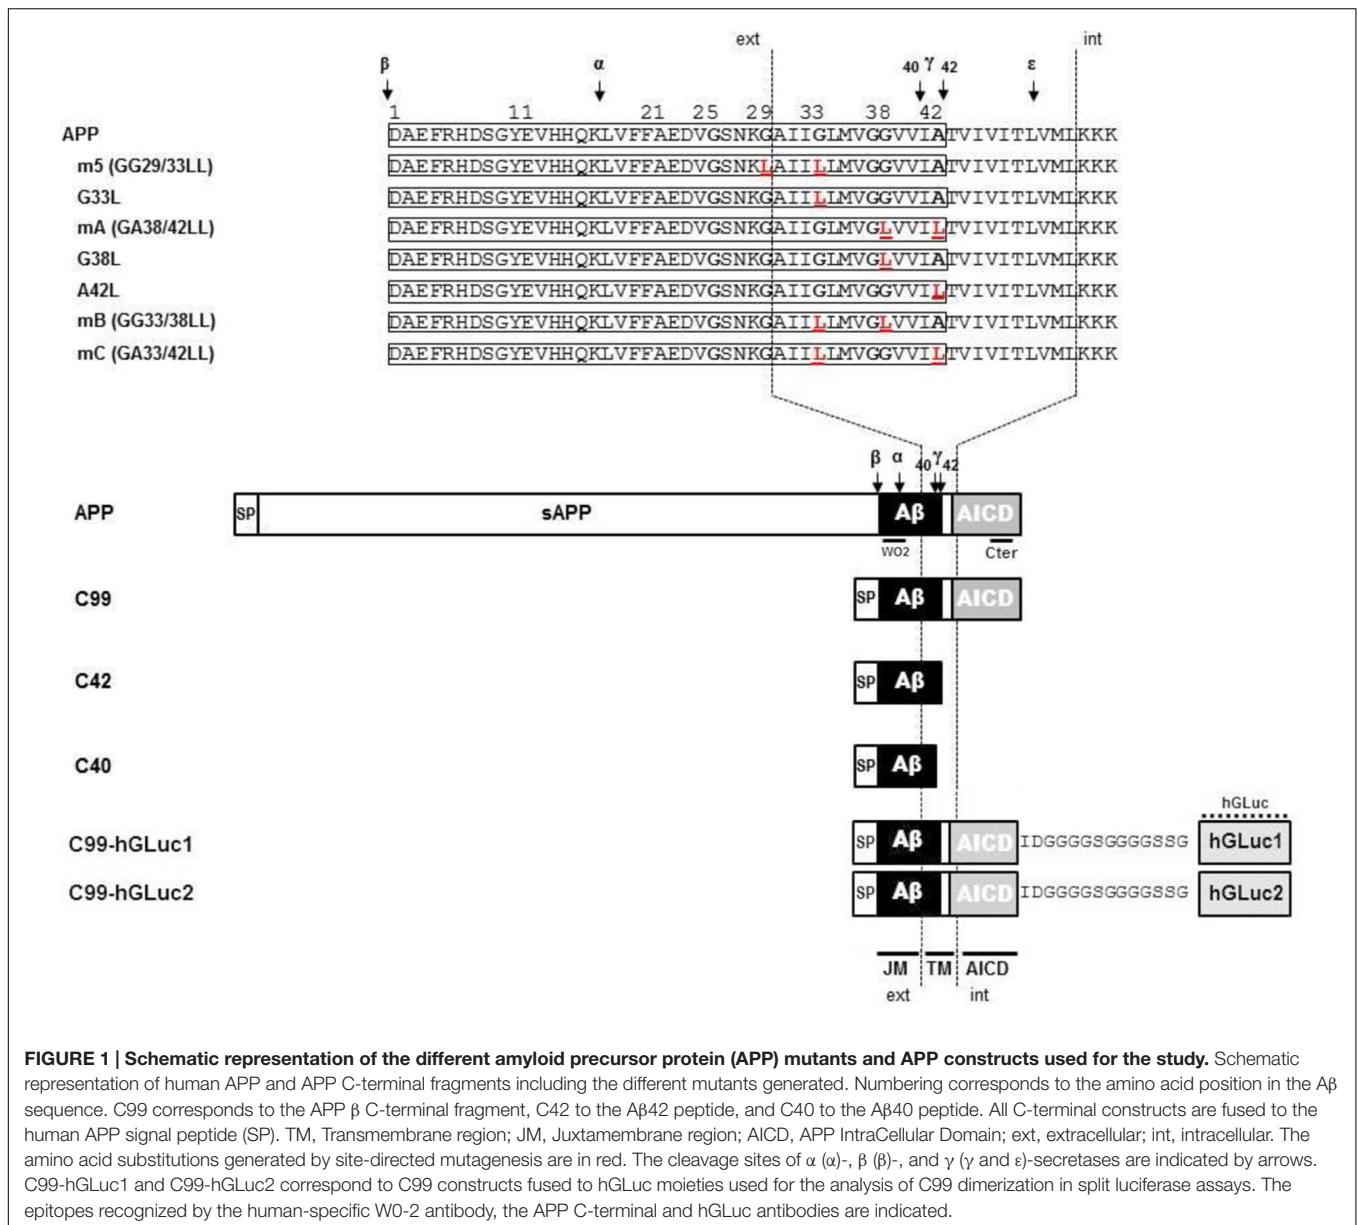 ext int
β α 40 γ 42 ε
1 11 21 25 29 33 38 42
APP DAEFRHDSGYEVHHQKLVFFAEDVGSNKGAIIGLMVGGVVIATVIVITLVMLKKK
m5 (GG29/33LL) DAEFRHDSGYEVHHQKLVFFAEDVGSNKLAIILLMVGGVVIATVIVITLVMLKKK
G33L DAEFRHDSGYEVHHQKLVFFAEDVGSNKGAIILLMVGGVVIATVIVITLVMLKKK
mA (GA38/42LL) DAEFRHDSGYEVHHQKLVFFAEDVGSNKGAIIGLMVGLVVILTVIVITLVMLKKK
G38L DAEFRHDSGYEVHHQKLVFFAEDVGSNKGAIIGLMVGLVVIATVIVITLVMLKKK
A42L DAEFRHDSGYEVHHQKLVFFAEDVGSNKGAIIGLMVGGVVILTVIVITLVMLKKK
mB (GG33/38LL) DAEFRHDSGYEVHHQKLVFFAEDVGSNKGAIILLMVGLVVIATVIVITLVMLKKK
mC (GA33/42LL) DAEFRHDSGYEVHHQKLVFFAEDVGSNKGAIILLMVGGVVILTVIVITLVMLKKK
β α 40 γ 42
APP SP sAPP Aβ AICD
WO2 Cter
C99 SP Aβ AICD
C42 SP Aβ
C40 SP Aβ
hGLuc
C99-hGLuc1 SP Aβ AICD IDGGGGSGGGGSSG hGLuc1
C99-hGLuc2 SP Aβ AICD IDGGGGSGGGGSSG hGLuc2
JM TM AICD
ext int
FIGURE 1 | Schematic representation of the different amyloid precursor protein (APP) mutants and APP constructs used for the study. Schematic
representation of human APP and APP C-terminal fragments including the different mutants generated. Numbering corresponds to the amino acid position in the Aβ
sequence. C99 corresponds to the APP β C-terminal fragment, C42 to the Aβ42 peptide, and C40 to the Aβ40 peptide. All C-terminal constructs are fused to the
human APP signal peptide (SP). TM, Transmembrane region; JM, Juxtamembrane region; AICD, APP IntraCellular Domain; ext, extracellular; int, intracellular. The
amino acid substitutions generated by site-directed mutagenesis are in red. The cleavage sites of α (α)-, β (β)-, and γ (γ and ε)-secretases are indicated by arrows.
C99-hGLuc1 and C99-hGLuc2 correspond to C99 constructs fused to hGLuc moieties used for the analysis of C99 dimerization in split luciferase assays. The
epitopes recognized by the human-specific W0-2 antibody, the APP C-terminal and hGLuc antibodies are indicated.